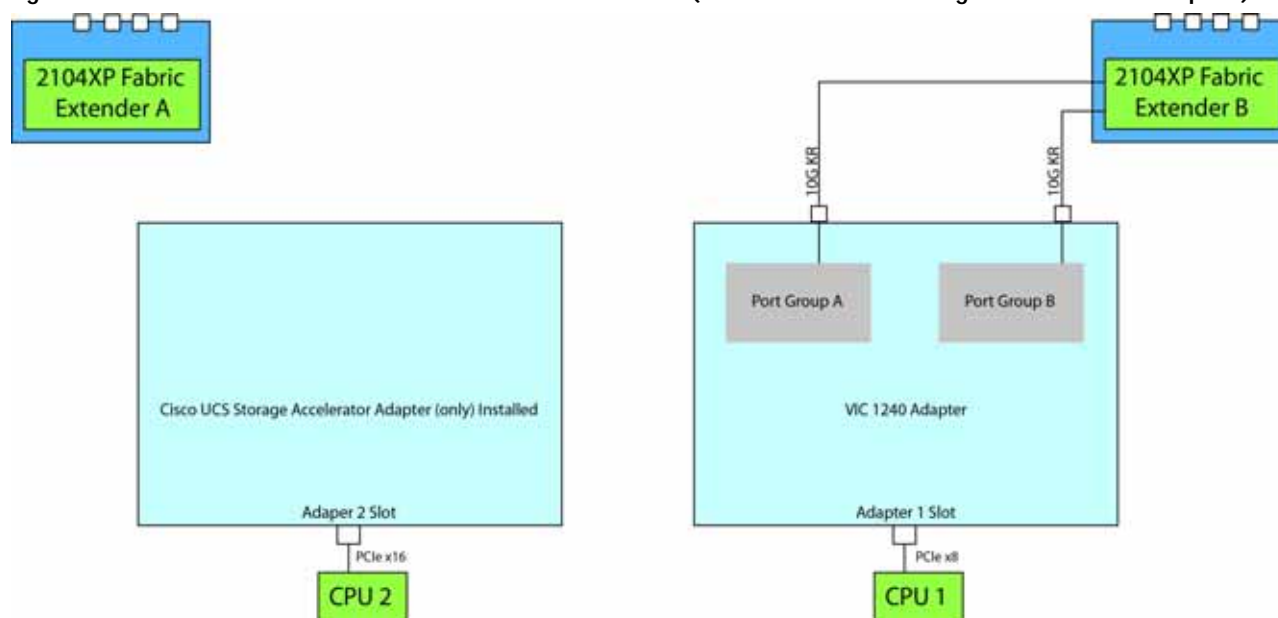 2104XP Fabric
Extender A
2104XP Fabric
Extender B
10G KR
10G KR
Port Group A
Port Group B
Cisco UCS Storage Accelerator Adapter (only) Installed
VIC 1240 Adapter
Adaper 2 Slot
Adapter 1 Slot
PCIe x16
PCIe x8
CPU 2
CPU 1